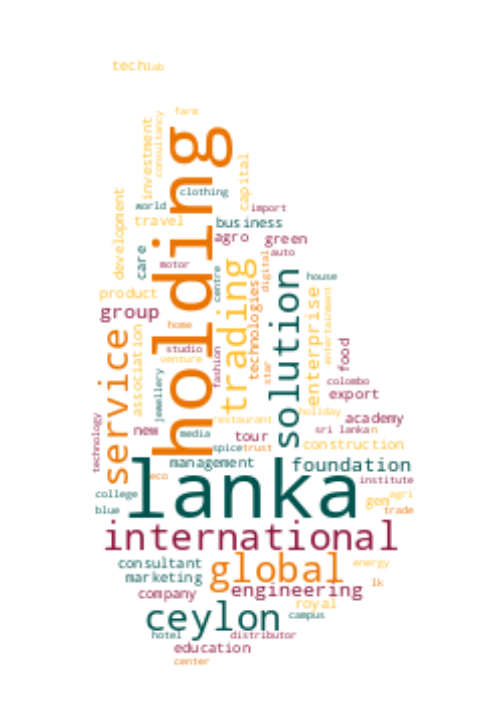 tech lab
farm
investment
consultancy
holding
capital
development
clothing
world
import
travel
business
agro
green
care
auto
motor
digital
centre
trading
technologies
solution
house
product
enterprise
entertainment
group
home
association
service
studio
venture
fashion
star
food
jewellery
colombo
export
holiday
restaurant
academy
technology
new
media
tour
sri lankan
spice
trust
construction
lanka
management
foundation
eco
institute
college
gem
agri
blue
trade
international
consultant
global
energy
marketing
lk
company
engineering
royal
ceylon
campus
hotel
distributor
education
center